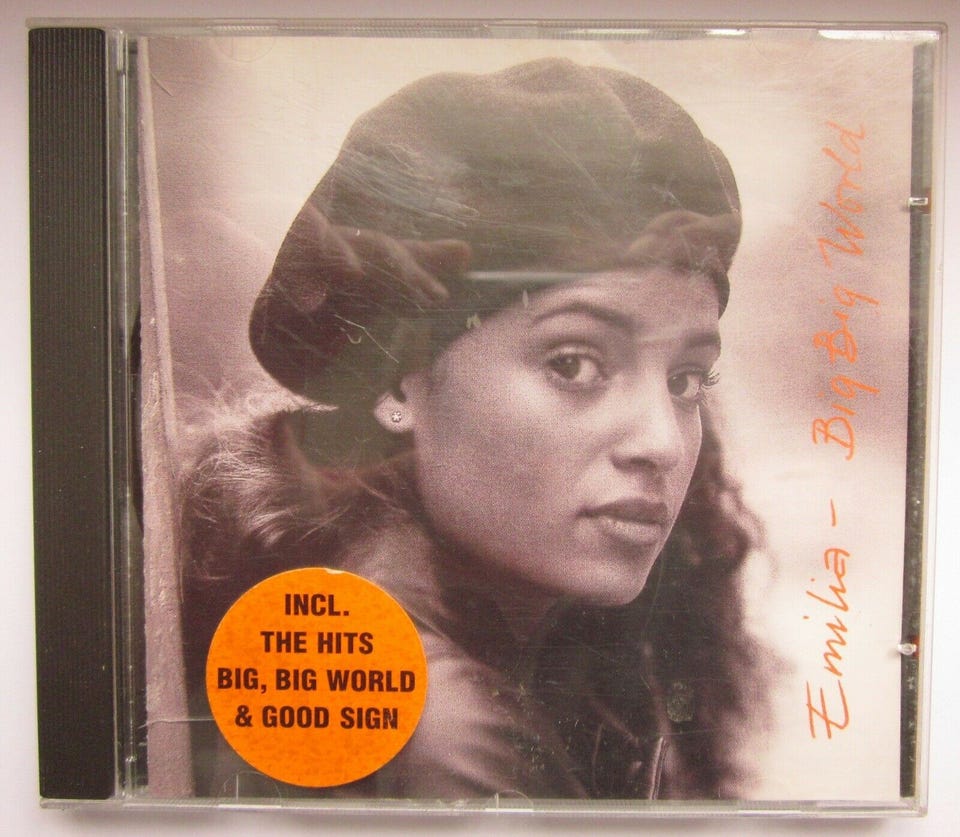 Emilia - Big Big World
INCL.
THE HITS
BIG, BIG WORLD
& GOOD SIGN